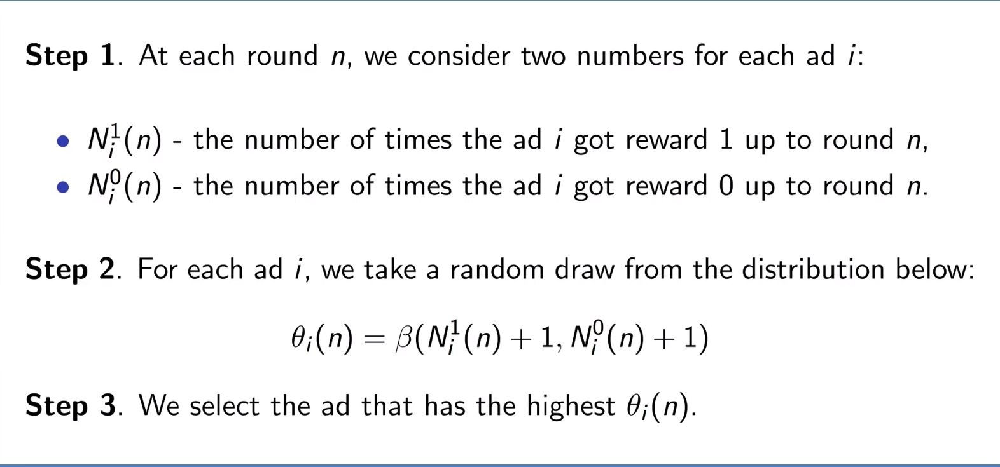 Step 1. At each round n, we consider two numbers for each ad i:
• N_i^1(n) - the number of times the ad i got reward 1 up to round n,
• N_i^0(n) - the number of times the ad i got reward 0 up to round n.
Step 2. For each ad i, we take a random draw from the distribution below:
θ_i(n) = β(N_i^1(n) + 1, N_i^0(n) + 1)
Step 3. We select the ad that has the highest θ_i(n).